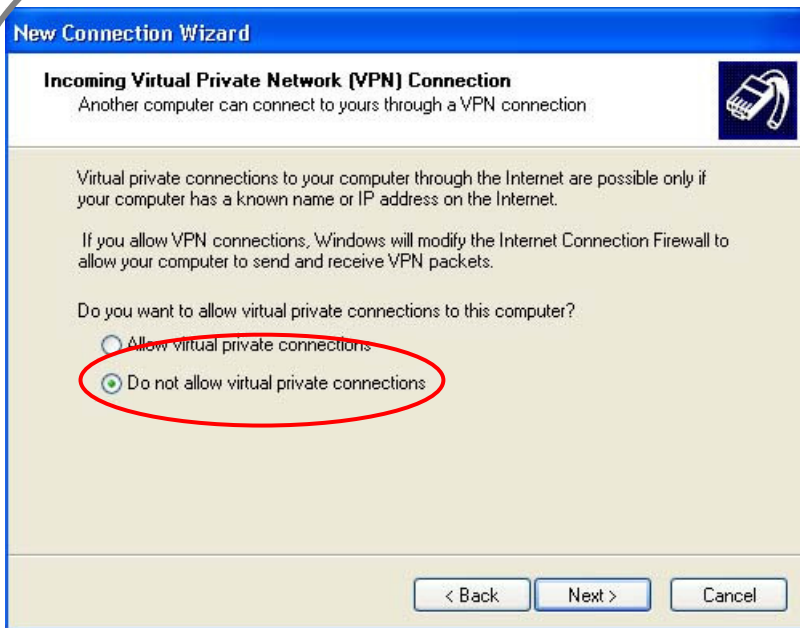 New Connection Wizard
Incoming Virtual Private Network (VPN) Connection
Another computer can connect to yours through a VPN connection
Virtual private connections to your computer through the Internet are possible only if
your computer has a known name or IP address on the Internet.
If you allow VPN connections, Windows will modify the Internet Connection Firewall to
allow your computer to send and receive VPN packets.
Do you want to allow virtual private connections to this computer?
Allow virtual private connections
Do not allow virtual private connections
< Back Next > Cancel